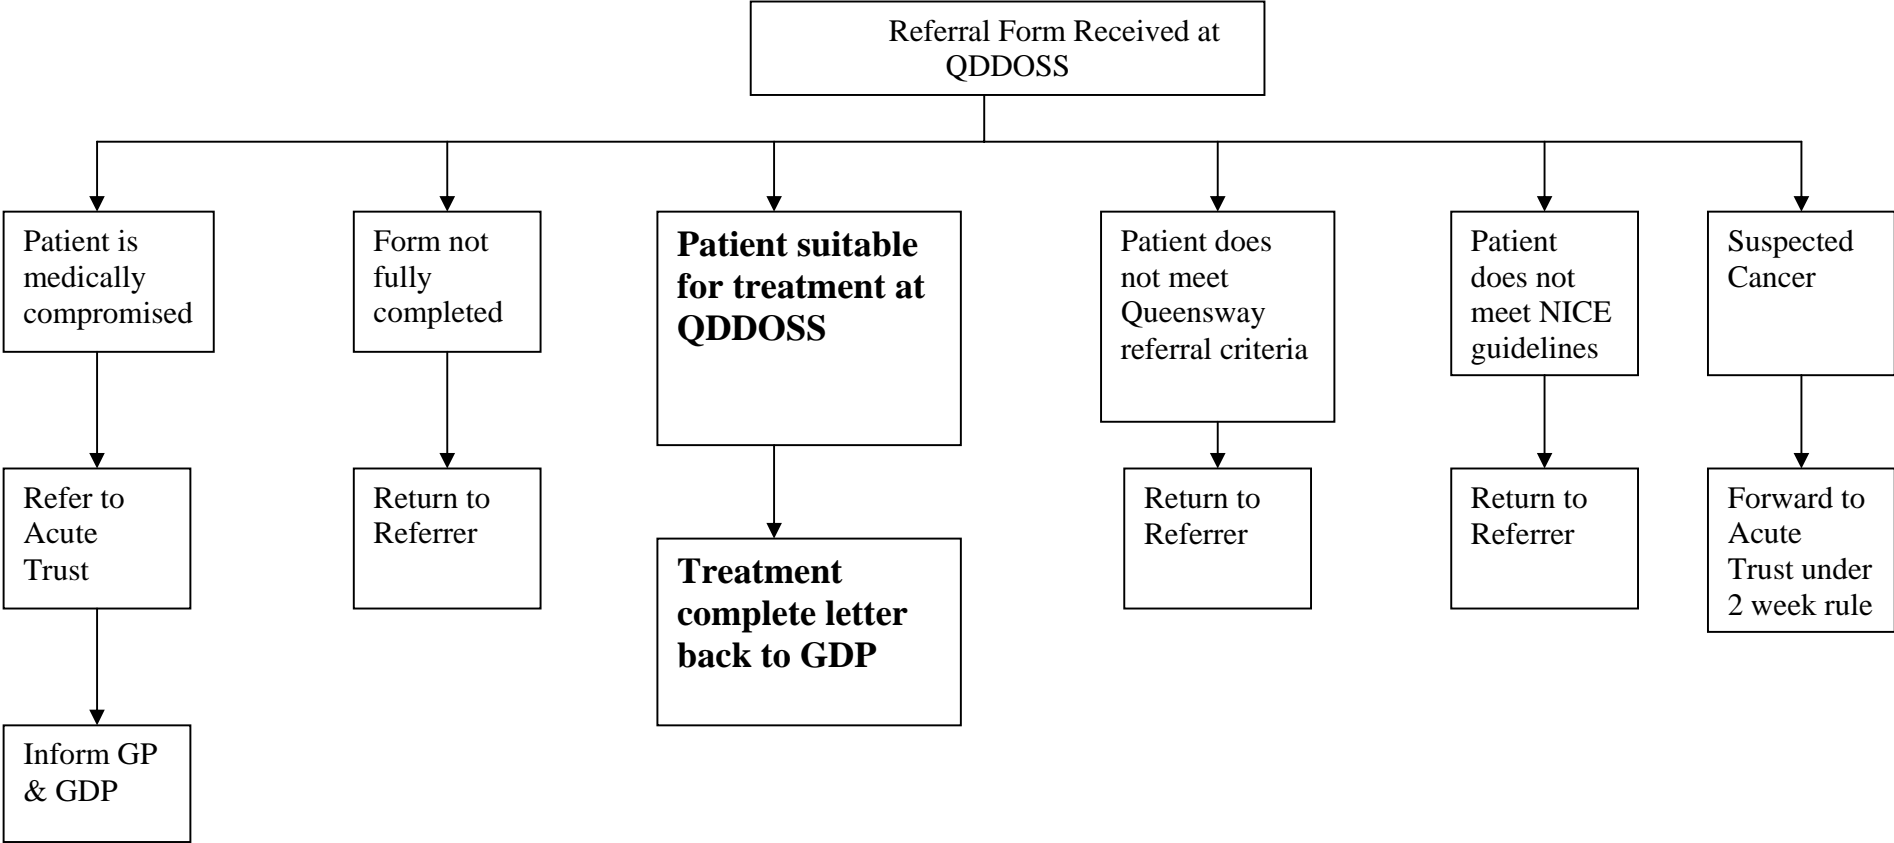 Referral Form Received at
QDDOSS
Patient is
medically
compromised
Form not
fully
completed
Patient suitable
for treatment at
QDDOSS
Patient does
not meet
Queensway
referral criteria
Patient
does not
meet NICE
guidelines
Suspected
Cancer
Refer to
Acute
Trust
Return to
Referrer
Treatment
complete letter
back to GDP
Return to
Referrer
Return to
Referrer
Forward to
Acute
Trust under
2 week rule
Inform GP
& GDP